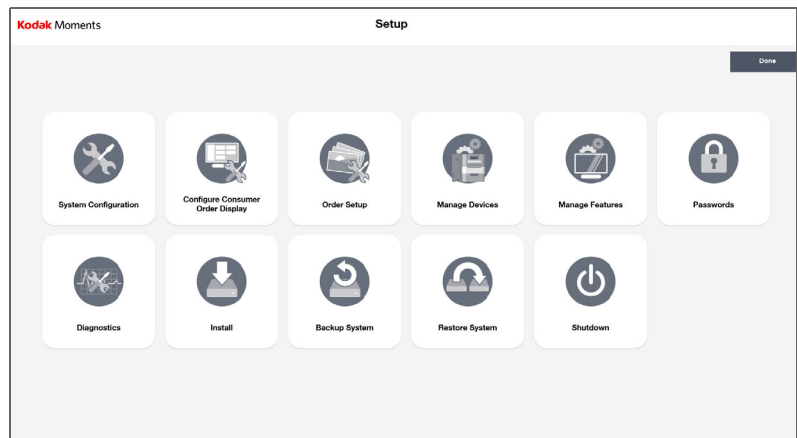 Kodak Moments
Setup
Done
System Configuration
Configure Consumer
Order Display
Order Setup
Manage Devices
Manage Features
Passwords
Diagnostics
Install
Backup System
Restore System
Shutdown